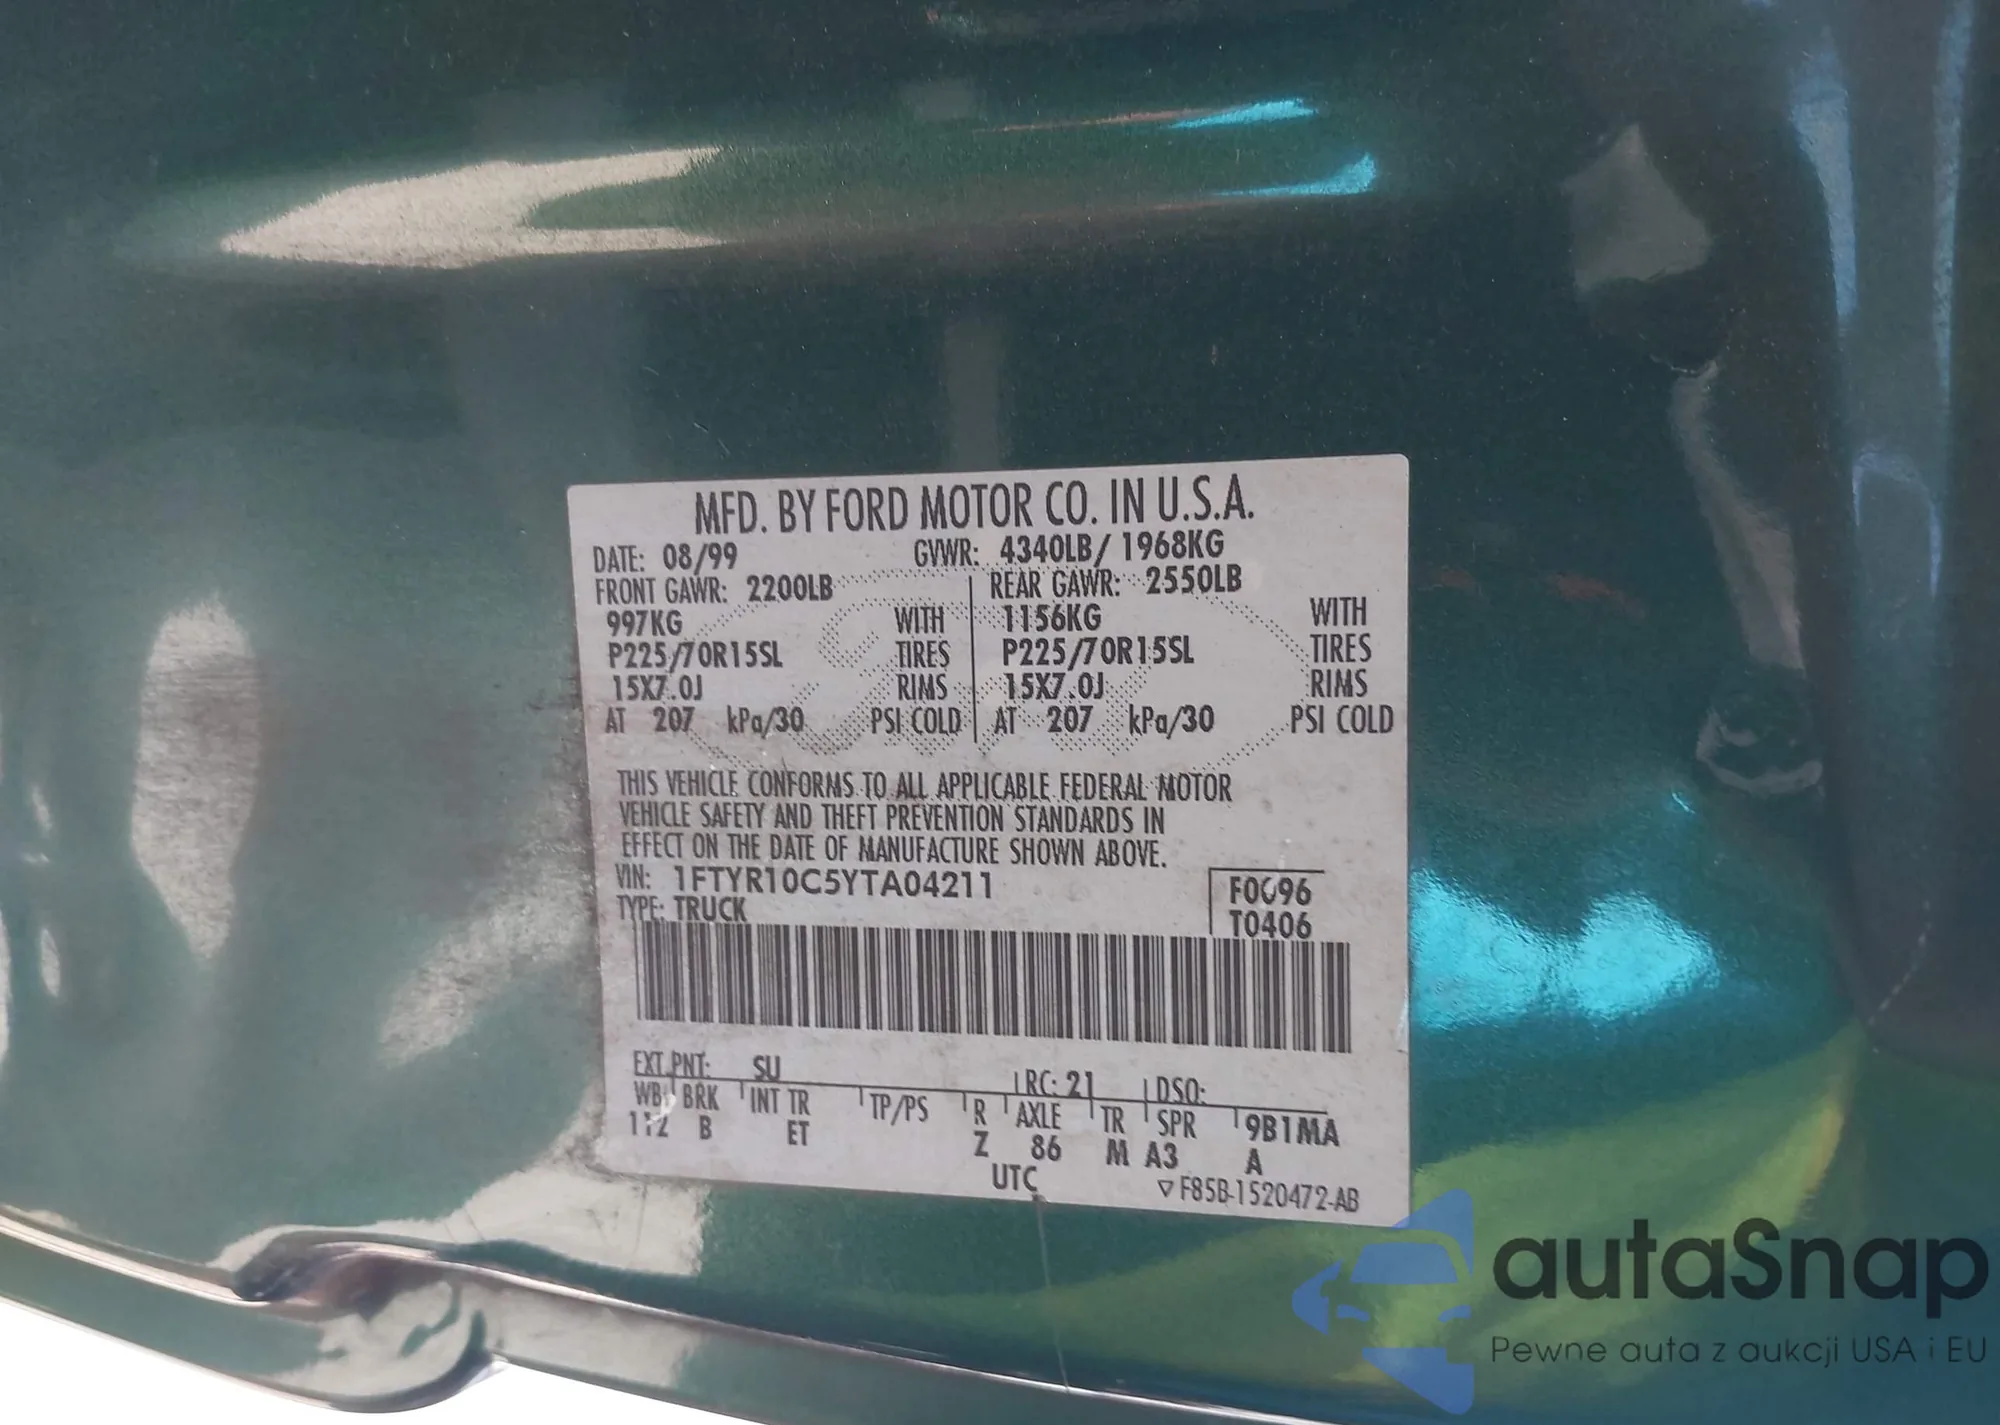 MFD. BY FORD MOTOR CO. IN U.S.A.
DATE: 08/99 GVWR: 4340LB/ 1968KG
FRONT GAWR: 2200LB REAR GAWR: 2550LB
997KG WITH 1156KG WITH
P225/70R15SL TIRES P225/70R15SL TIRES
15X7.0J RIMS 15X7.0J RIMS
AT 207 kPa/30 PSI COLD AT 207 kPa/30 PSI COLD
THIS VEHICLE CONFORMS TO ALL APPLICABLE FEDERAL MOTOR
VEHICLE SAFETY AND THEFT PREVENTION STANDARDS IN
EFFECT ON THE DATE OF MANUFACTURE SHOWN ABOVE.
VIN: 1FTYR10C5YTA04211
TYPE: TRUCK
T0406
EXT PNT: SU RC: 21 DSO:
WB BRK INT TR TP/PS R AXLE TR SPR 9B1MA
112 B ET Z 86 M A3 A
UTC ▽F85B-1520472-AB
autaSnap
Pewne auta z aukcji USA i EU